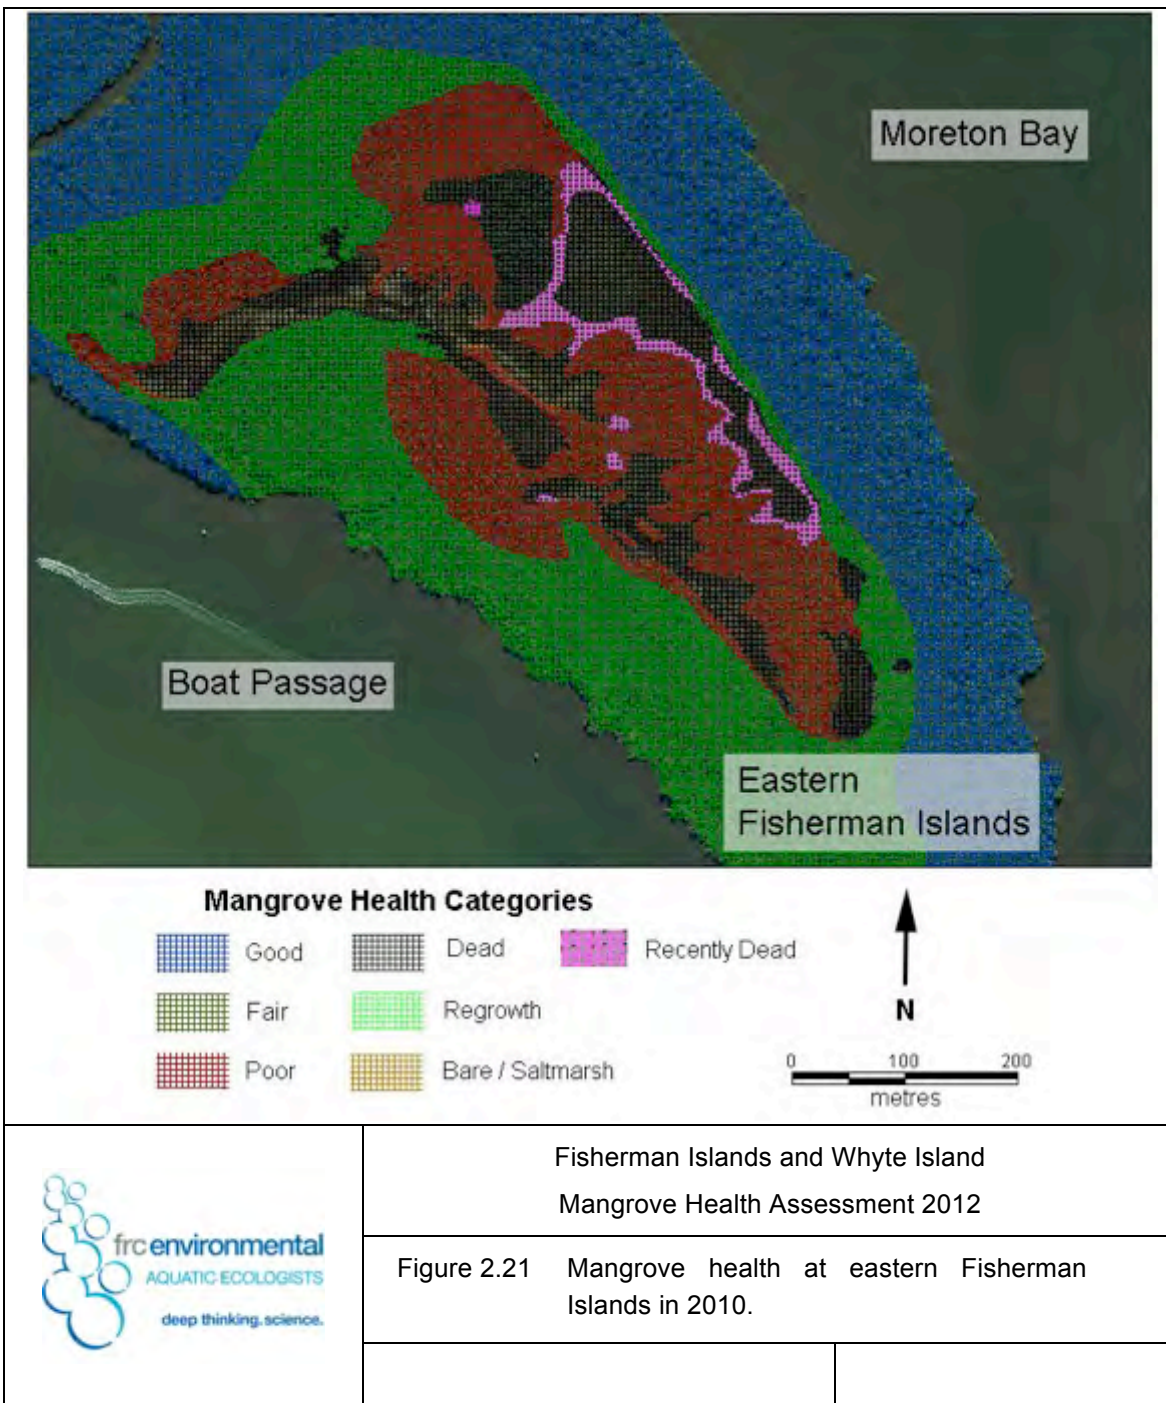 Moreton Bay
Boat Passage
Eastern
Fisherman Islands
Mangrove Health Categories
Good
Dead
Recently Dead
Fair
Regrowth
Poor
Bare / Saltmarsh
N
0 100 200
metres
frc environmental
AQUATIC ECOLOGISTS
deep thinking. science.
Fisherman Islands and Whyte Island
Mangrove Health Assessment 2012
Figure 2.21 Mangrove health at eastern Fisherman
Islands in 2010.